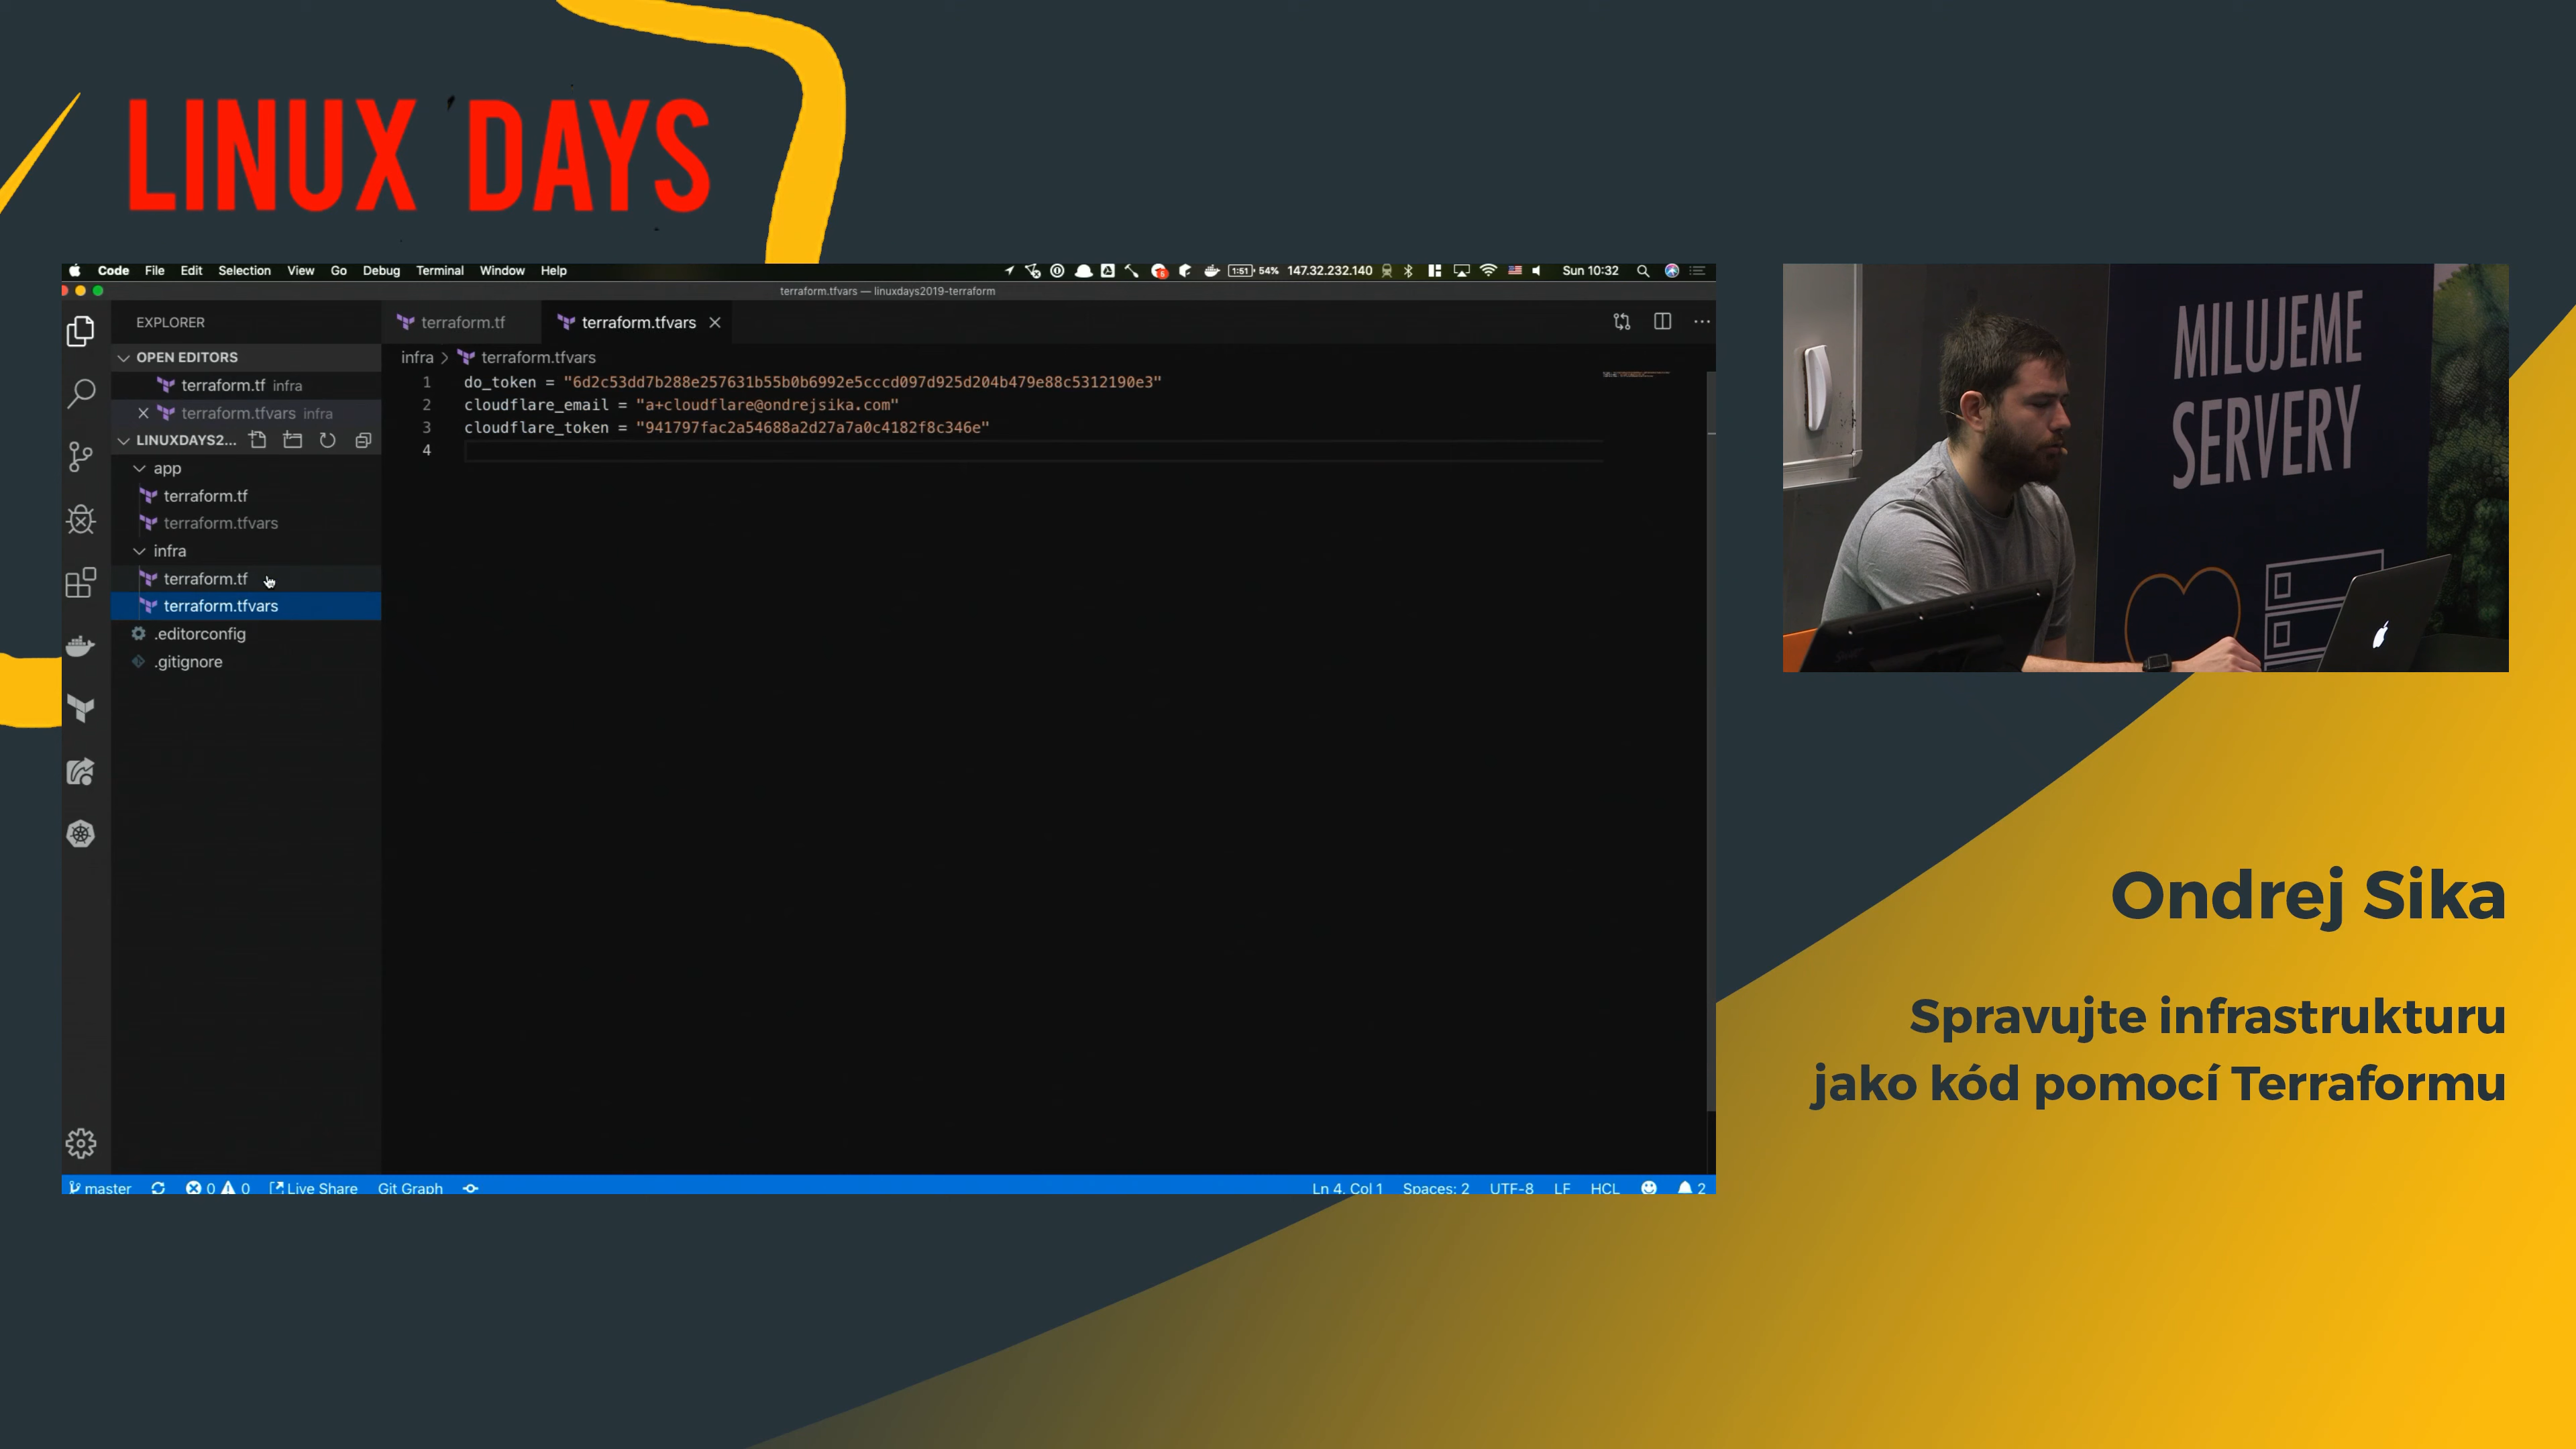 LINUX DAYS
Code File Edit Selection View Go Debug Terminal Window Help 1:51 54% 147.32.232.140 Sun 10:32
terraform.tfvars — linuxdays2019-terraform
EXPLORER
OPEN EDITORS
terraform.tf infra
terraform.tfvars infra
LINUXDAYS2...
app
terraform.tf
terraform.tfvars
infra
terraform.tf
terraform.tfvars
.editorconfig
.gitignore
terraform.tf terraform.tfvars
infra > terraform.tfvars
1 do_token = "6d2c53dd7b288e257631b55b0b6992e5cccd097d925d204b479e88c5312190e3"
2 cloudflare_email = "a+cloudflare@ondrejsika.com"
3 cloudflare_token = "941797fac2a54688a2d27a7a0c4182f8c346e"
4
master 0 0 Live Share Git Graph Ln 4, Col 1 Spaces: 2 UTF-8 LF HCL 2
MILUJEME
SERVERY
Ondrej Sika
Spravujte infrastrukturu
jako kód pomocí Terraformu